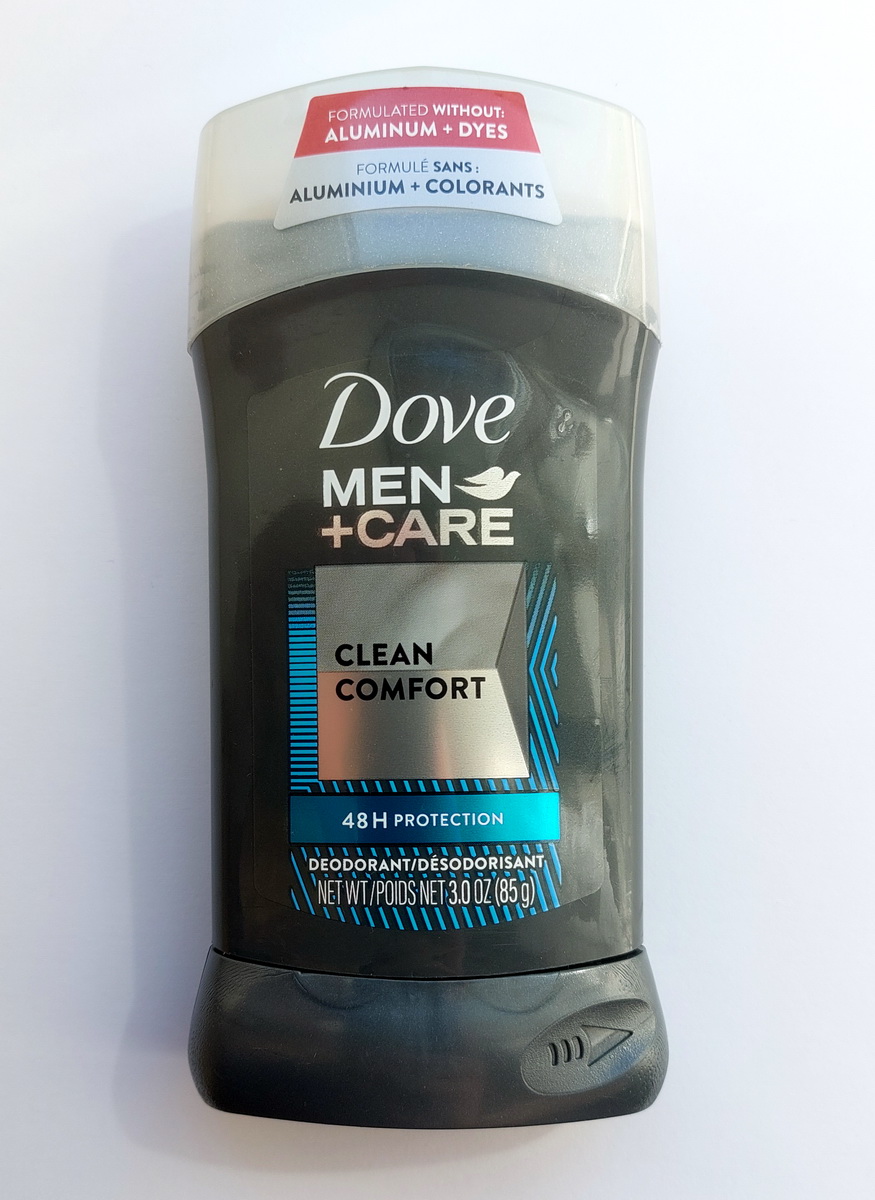 FORMULATED WITHOUT:
ALUMINUM + DYES
FORMULÉ SANS :
ALUMINIUM + COLORANTS
Dove
MEN
+CARE
CLEAN
COMFORT
48H PROTECTION
DEODORANT/DÉSODORISANT
NET WT/POIDS NET 3.0 OZ (85 g)